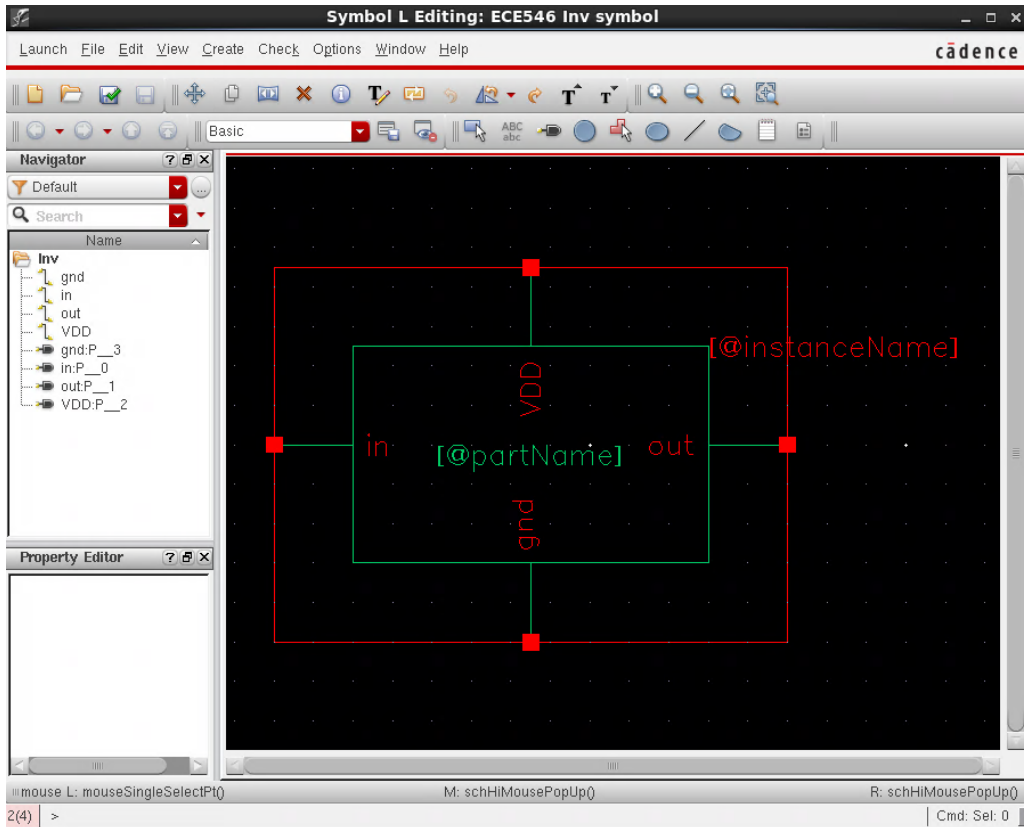 Symbol L Editing: ECE546 Inv symbol
Launch File Edit View Create Check Options Window Help
cādence
Basic
ABC
abc
Navigator
Default
Search
Name
Inv
gnd
in
out
VDD
gnd:P__3
in:P__0
out:P__1
VDD:P__2
Property Editor
[@instanceName]
VDD
in
[@partName]
out
gnd
mouse L: mouseSingleSelectPt()
M: schHiMousePopUp()
R: schHiMousePopUp()
2(4)
>
Cmd: Sel: 0